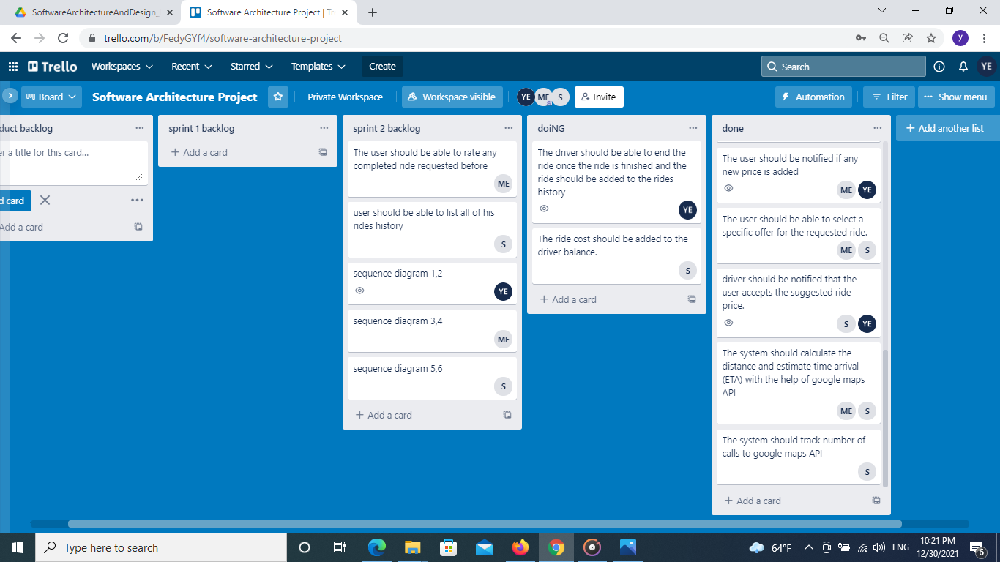 SoftwareArchitectureAndDesign_
Software Architecture Project | Tr
trello.com/b/FedyGYf4/software-architecture-project
y
Trello
Workspaces
Recent
Starred
Templates
Create
Search
YE
Board
Software Architecture Project
Private Workspace
Workspace visible
YE
ME
S
Invite
Automation
Filter
Show menu
duct backlog
er a title for this card...
d card
Add a card
sprint 1 backlog
+ Add a card
sprint 2 backlog
The user should be able to rate any
completed ride requested before
ME
user should be able to list all of his
rides history
S
sequence diagram 1,2
YE
sequence diagram 3,4
ME
sequence diagram 5,6
S
+ Add a card
doiNG
The driver should be able to end the
ride once the ride is finished and the
ride should be added to the rides
history
YE
The ride cost should be added to the
driver balance.
S
+ Add a card
done
The user should be notified if any
new price is added
ME YE
The user should be able to select a
specific offer for the requested ride.
ME S
driver should be notified that the
user accepts the suggested ride
price.
S YE
The system should calculate the
distance and estimate time arrival
(ETA) with the help of google maps
API
ME S
The system should track number of
calls to google maps API
S
+ Add a card
+ Add another list
Type here to search
64°F
ENG
10:21 PM
12/30/2021
6